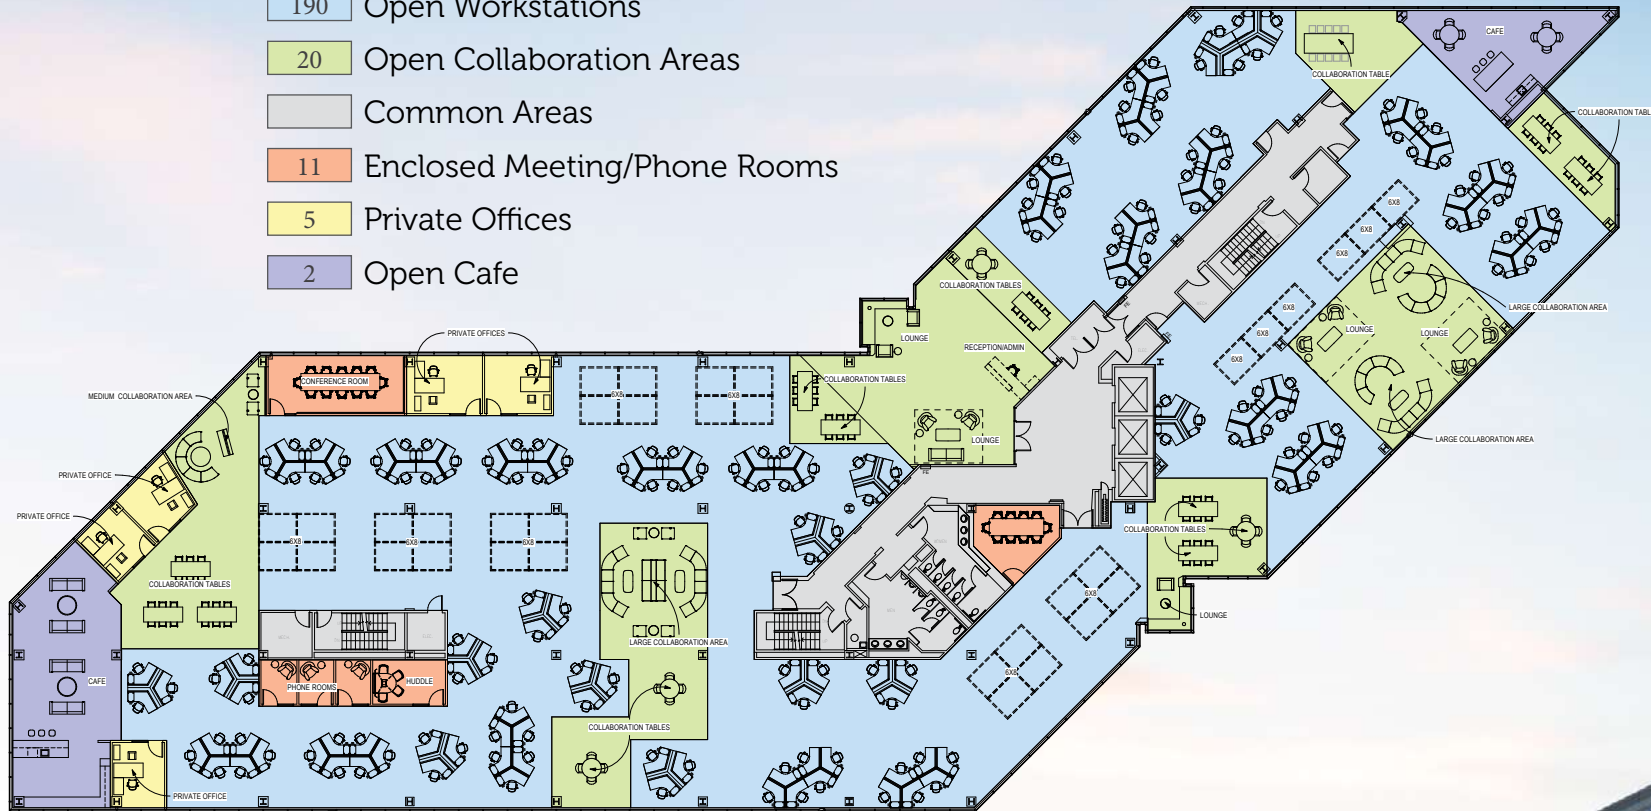 190 Open Workstations
20 Open Collaboration Areas
Common Areas
11 Enclosed Meeting/Phone Rooms
5 Private Offices
2 Open Cafe
CAFE
COLLABORATION TABLE
COLLABORATION TABL
6X8
6X8
6X8
COLLABORATION TABLES
LARGE COLLABORATION AREA
6X8
6X8
6X8
LOUNGE
LOUNGE
LOUNGE
RECEPTION/ADMIN
PRIVATE OFFICES
CONFERENCE ROOM
COLLABORATION TABLES
MEDIUM COLLABORATION AREA
6X8
6X8
LOUNGE
LARGE COLLABORATION AREA
PRIVATE OFFICE
PRIVATE OFFICE
COLLABORATION TABLES
6X8
6X8
6X8
COLLABORATION TABLES
6X8
LOUNGE
LARGE COLLABORATION AREA
6X8
CAFE
PHONE ROOMS
HUDDLE
COLLABORATION TABLES
PRIVATE OFFICE